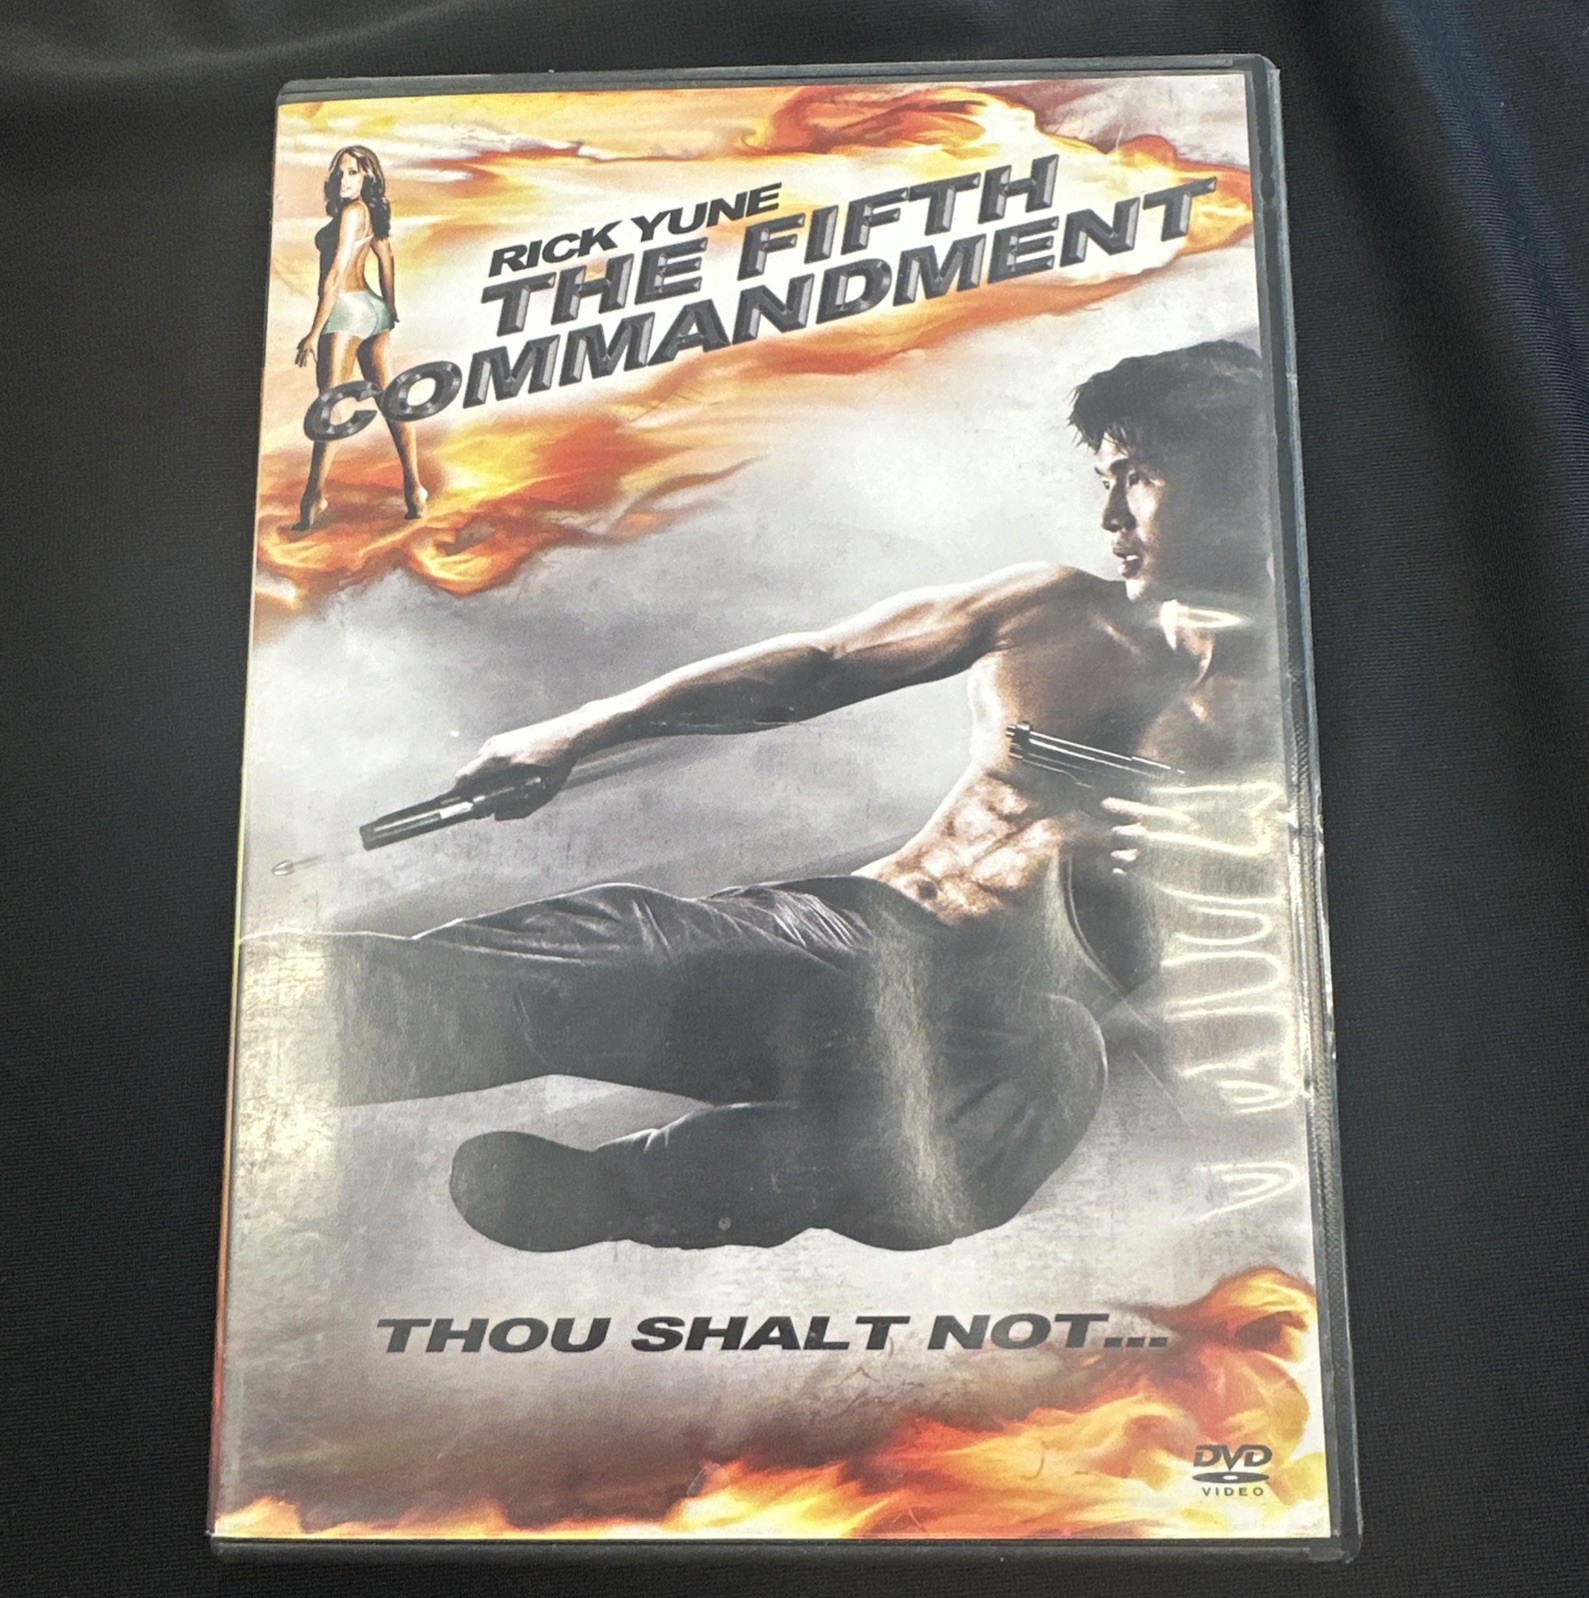 RICK YUNE
THE FIFTH
COMMANDMENT
THOU SHALT NOT...
DVD
VIDEO